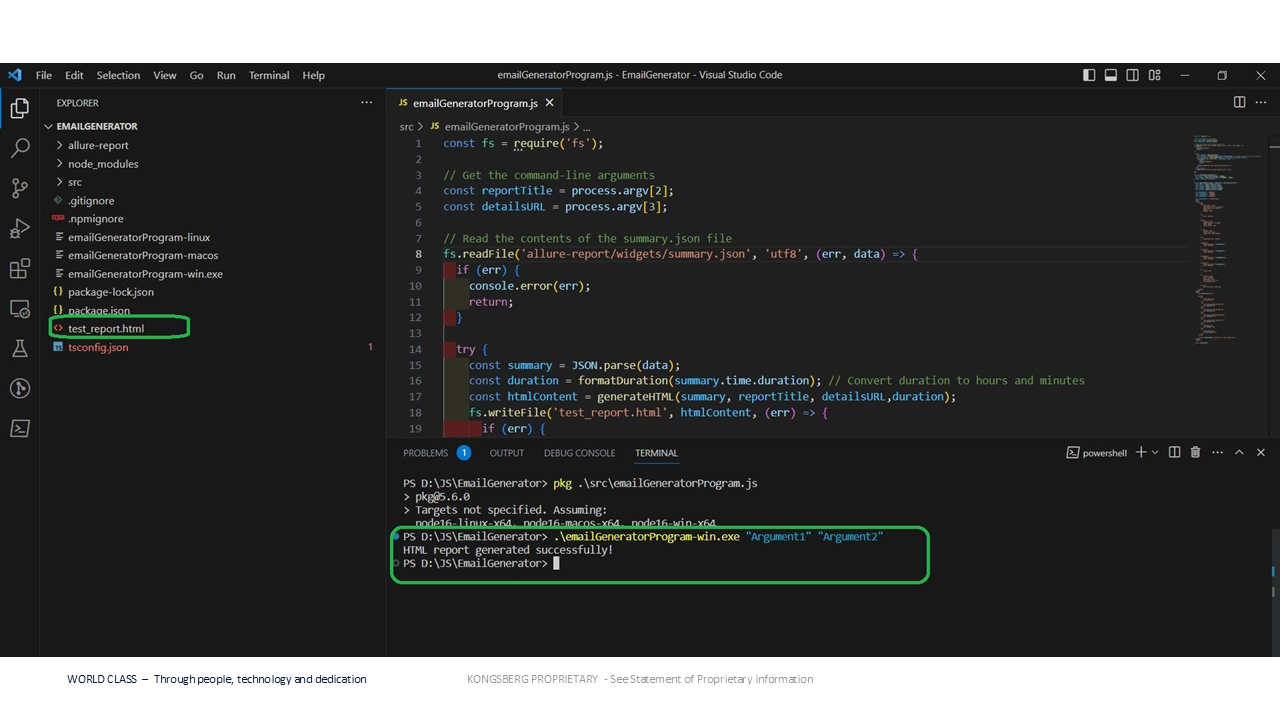 File Edit Selection View Go Run Terminal Help
emailGeneratorProgram.js - EmailGenerator - Visual Studio Code
EXPLORER
EMAILGENERATOR
allure-report
node_modules
src
.gitignore
.npmignore
emailGeneratorProgram-linux
emailGeneratorProgram-macos
emailGeneratorProgram-win.exe
package-lock.json
package.json
test_report.html
tsconfig.json 1
JS emailGeneratorProgram.js
src > JS emailGeneratorProgram.js > ...
1 const fs = require('fs');
2
3 // Get the command-line arguments
4 const reportTitle = process.argv[2];
5 const detailsURL = process.argv[3];
6
7 // Read the contents of the summary.json file
8 fs.readFile('allure-report/widgets/summary.json', 'utf8', (err, data) => {
9 if (err) {
10 console.error(err);
11 return;
12 }
13
14 try {
15 const summary = JSON.parse(data);
16 const duration = formatDuration(summary.time.duration); // Convert duration to hours and minutes
17 const htmlContent = generateHTML(summary, reportTitle, detailsURL,duration);
18 fs.writeFile('test_report.html', htmlContent, (err) => {
19 if (err) {
PROBLEMS 1 OUTPUT DEBUG CONSOLE TERMINAL
powershell
PS D:\JS\EmailGenerator> pkg .\src\emailGeneratorProgram.js
> pkg@5.6.0
> Targets not specified. Assuming:
node16-linux-x64, node16-macos-x64, node16-win-x64
PS D:\JS\EmailGenerator> .\emailGeneratorProgram-win.exe "Argument1" "Argument2"
HTML report generated successfully!
PS D:\JS\EmailGenerator>
WORLD CLASS – Through people, technology and dedication
KONGSBERG PROPRIETARY - See Statement of Proprietary information